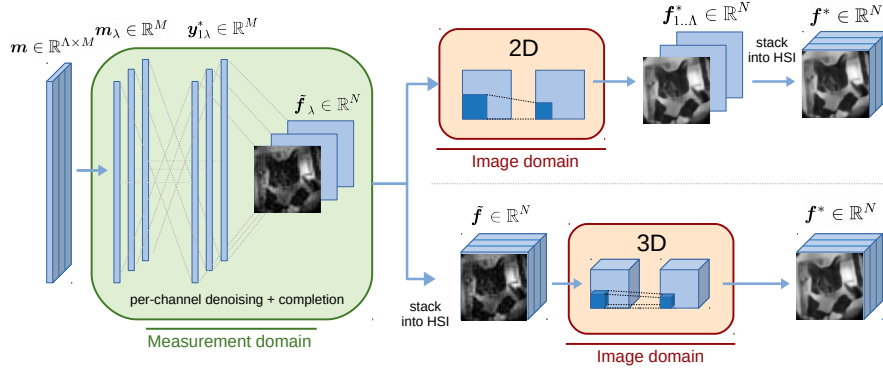 m ∈ ℝ^{Λ×M}
m_λ ∈ ℝ^M
y*_{1λ} ∈ ℝ^M
f̃_λ ∈ ℝ^N
per-channel denoising + completion
Measurement domain
2D
Image domain
f*_{1..Λ} ∈ ℝ^N
stack
into HSI
f* ∈ ℝ^N
stack
into HSI
f̃ ∈ ℝ^N
3D
Image domain
f* ∈ ℝ^N